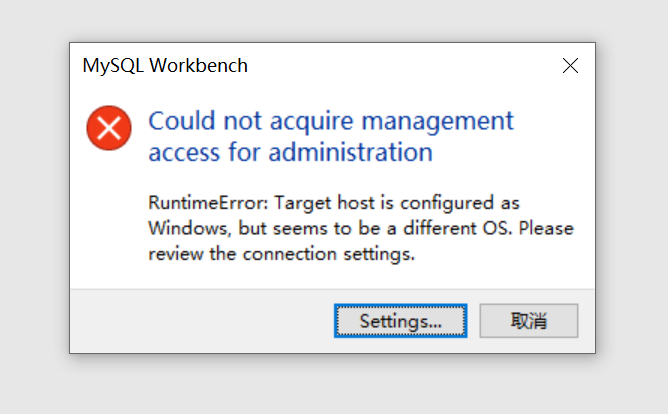 MySQL Workbench
Could not acquire management
access for administration
RuntimeError: Target host is configured as
Windows, but seems to be a different OS. Please
review the connection settings.
Settings...
取消